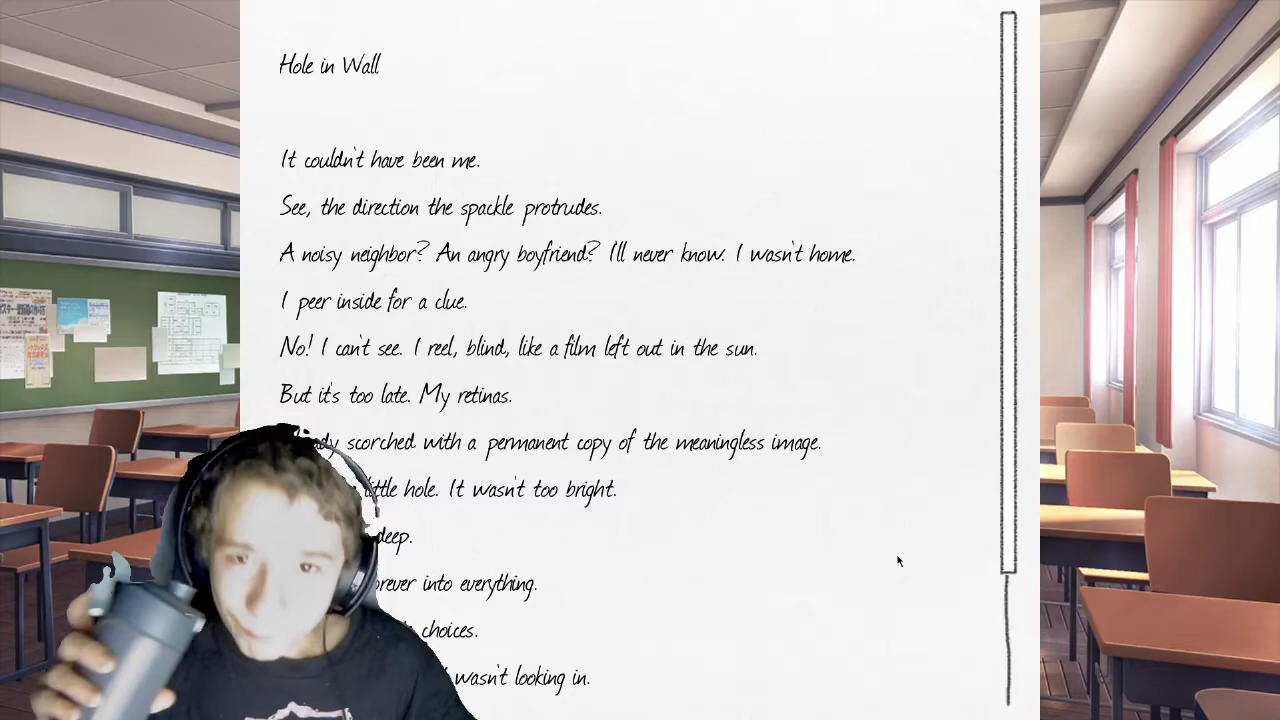 Hole in Wall
It couldn't have been me.
See, the direction the spackle protrudes.
A noisy neighbor? An angry boyfriend? I'll never know. I wasn't home.
I peer inside for a clue.
No! I can't see. I reel, blind, like a film left out in the sun.
But it's too late. My retinas.
scorched with a permanent copy of the meaningless image.
little hole. It wasn't too bright.
deep.
into everything.
choices.
wasn't looking in.